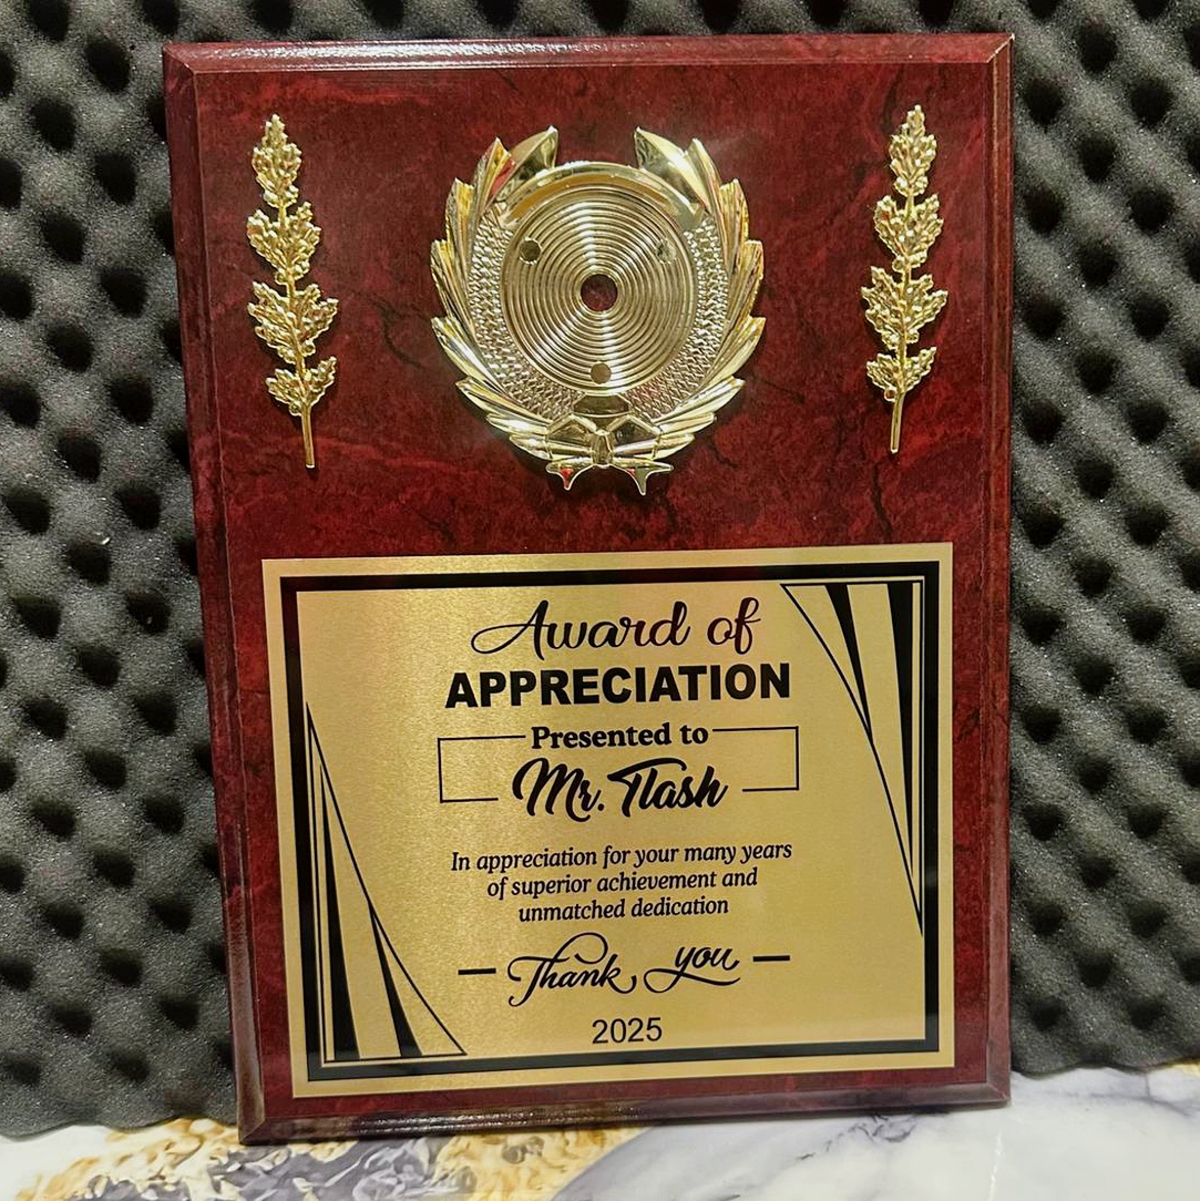 Award of
APPRECIATION
Presented to
Mr. Tlash
In appreciation for your many years
of superior achievement and
unmatched dedication
Thank you
2025